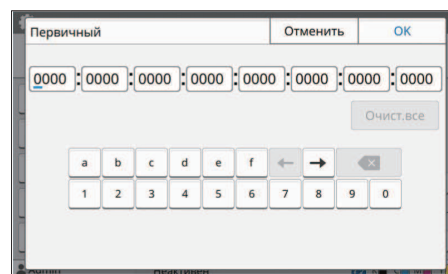 Первичный Отменить OK
0000 : 0000 : 0000 : 0000 : 0000 : 0000 : 0000 : 0000
Очист.все
a b c d e f ← →
1 2 3 4 5 6 7 8 9 0
Admin Неактивен